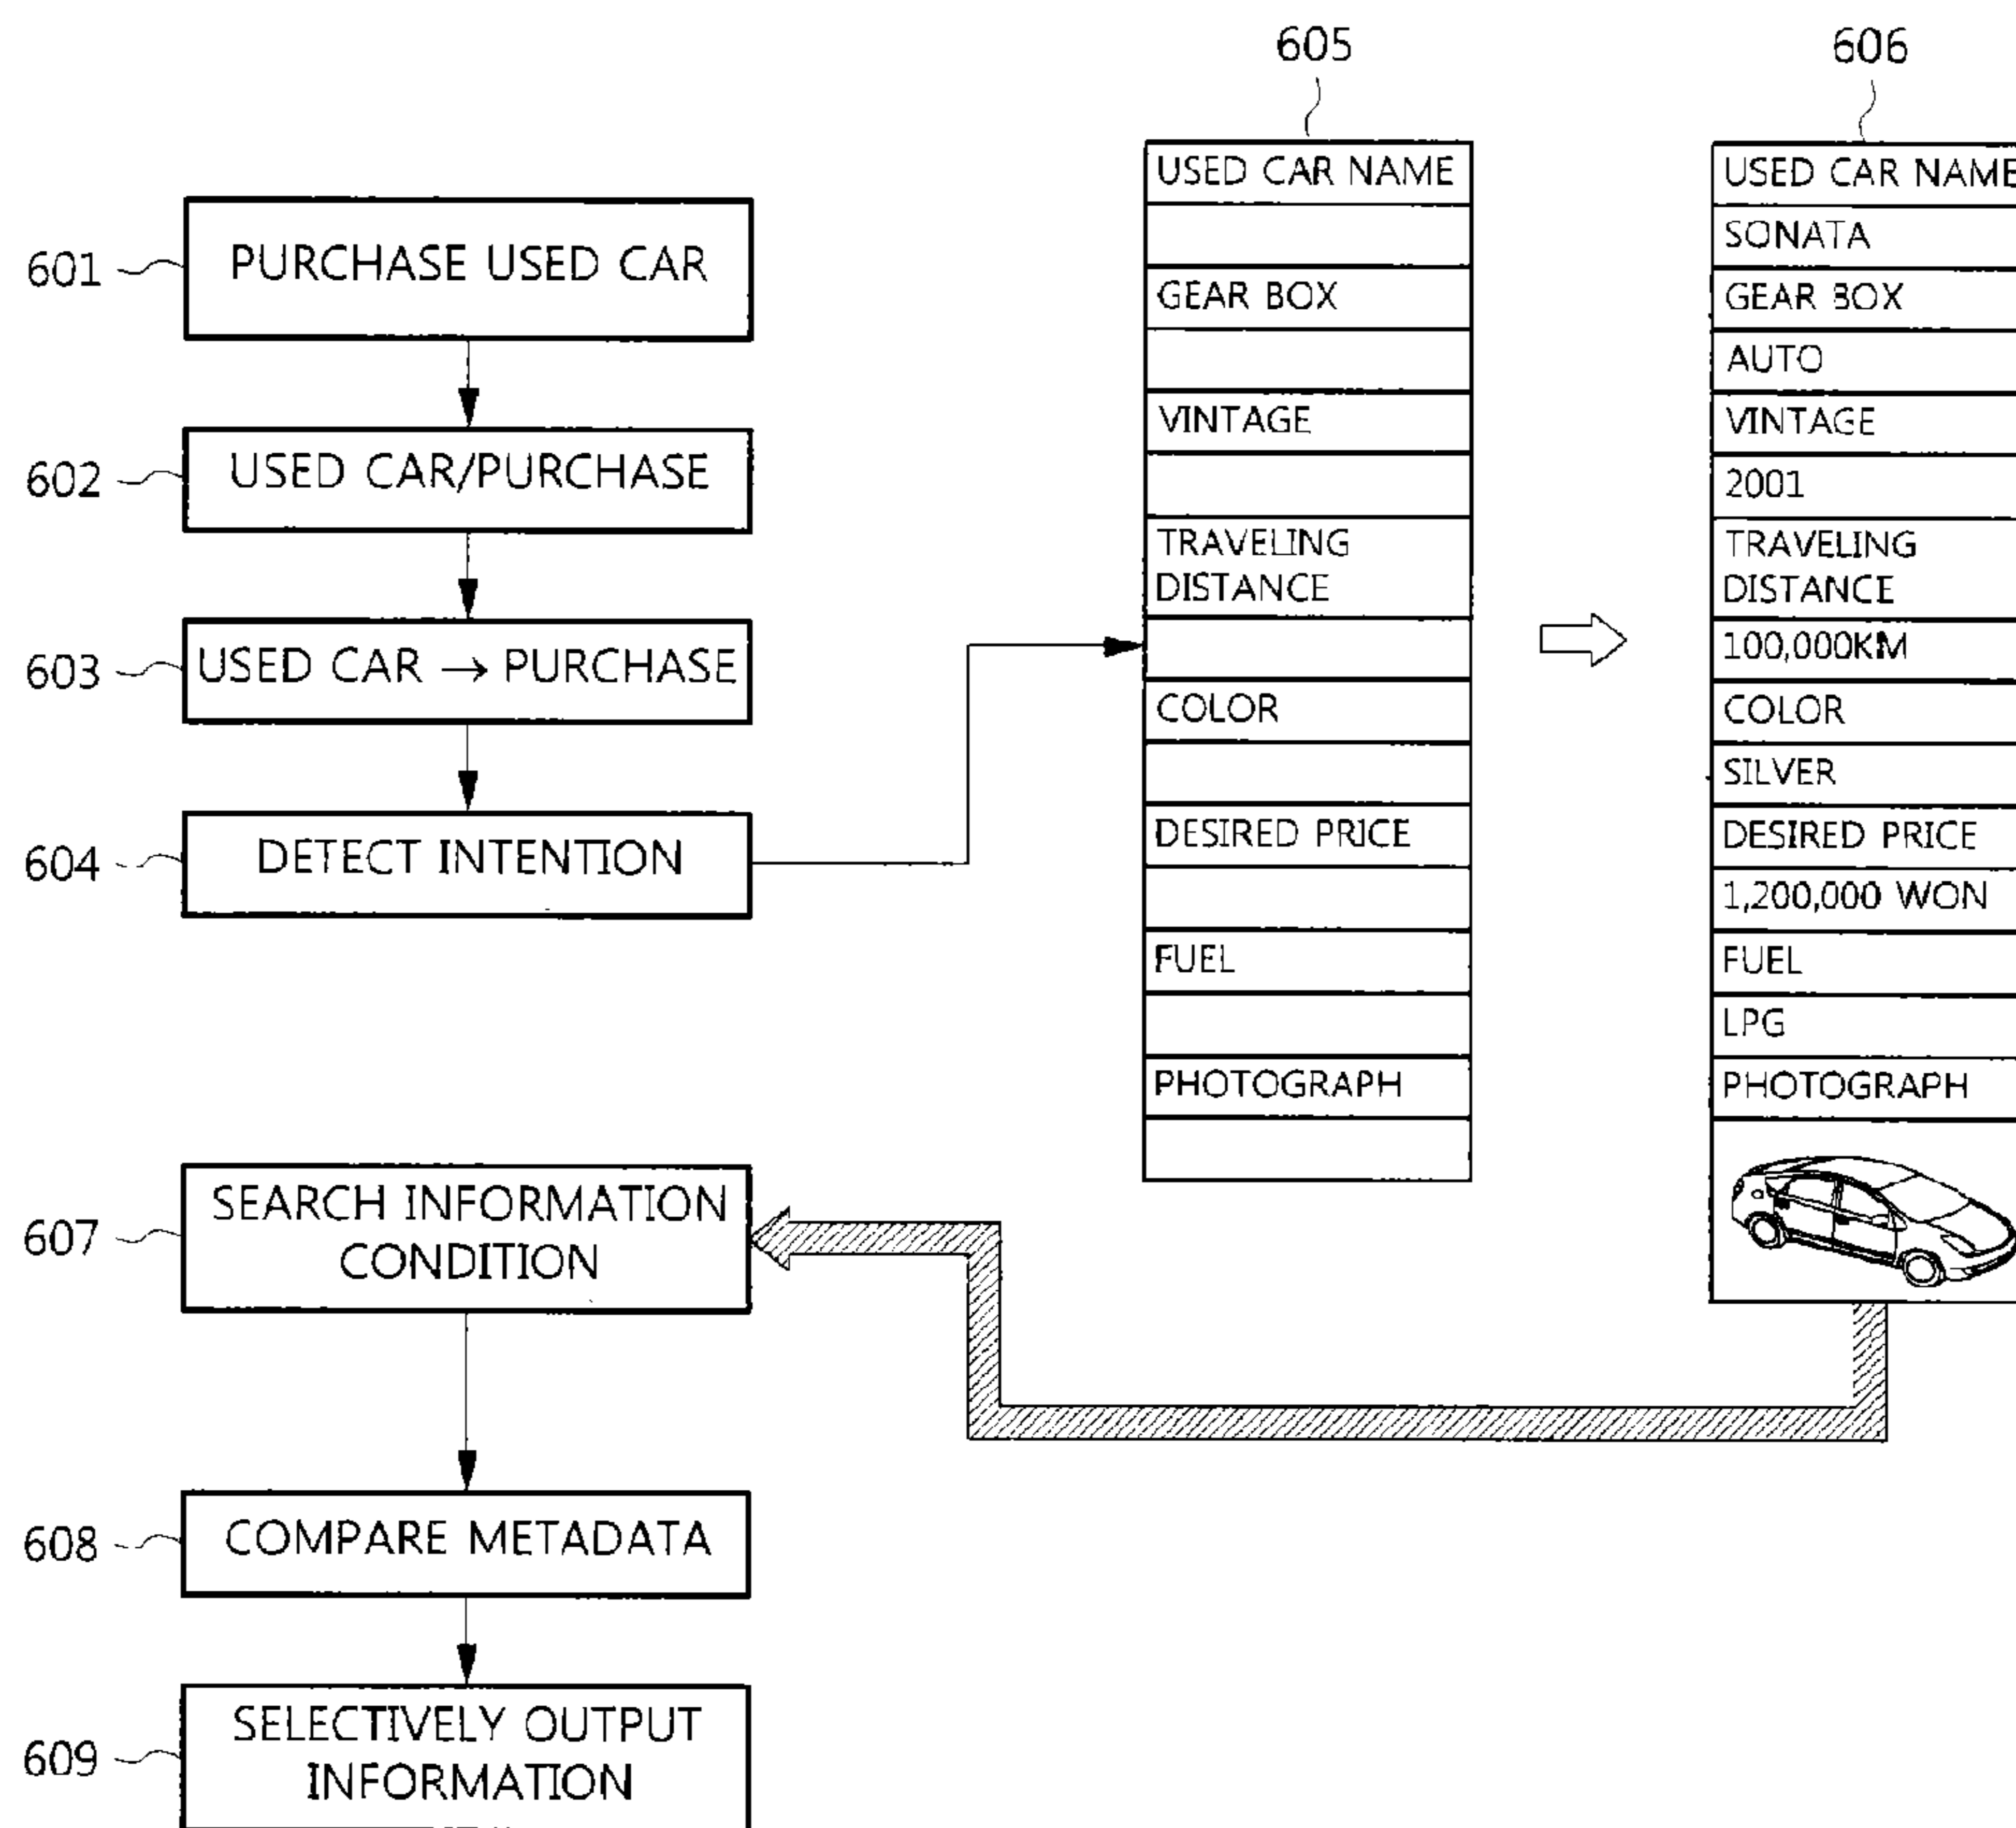 605
606
601
PURCHASE USED CAR
602
USED CAR/PURCHASE
603
USED CAR → PURCHASE
604
DETECT INTENTION
USED CAR NAME
GEAR BOX
VINTAGE
TRAVELING
DISTANCE
COLOR
DESIRED PRICE
FUEL
PHOTOGRAPH
USED CAR NAME
SONATA
GEAR BOX
AUTO
VINTAGE
2001
TRAVELING
DISTANCE
100,000KM
COLOR
SILVER
DESIRED PRICE
1,200,000 WON
FUEL
LPG
PHOTOGRAPH
607
SEARCH INFORMATION
CONDITION
608
COMPARE METADATA
609
SELECTIVELY OUTPUT
INFORMATION